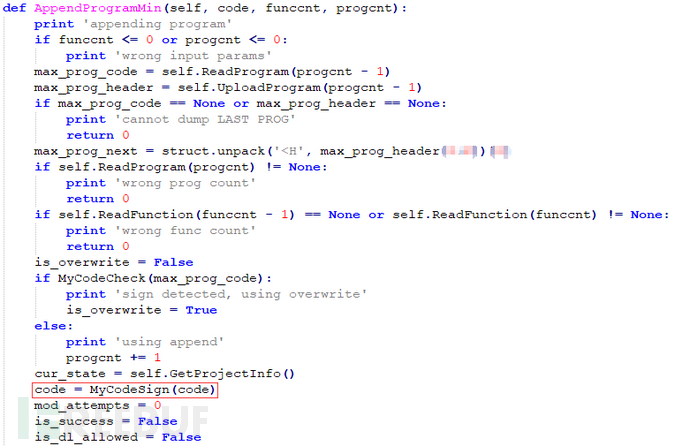 def AppendProgramMin(self, code, funccnt, progcnt):
    print 'appending program'
    if funccnt <= 0 or progcnt <= 0:
        print 'wrong input params'
    max_prog_code = self.ReadProgram(progcnt - 1)
    max_prog_header = self.UploadProgram(progcnt - 1)
    if max_prog_code == None or max_prog_header == None:
        print 'cannot dump LAST PROG'
        return 0
    max_prog_next = struct.unpack('<H', max_prog_header( )
    if self.ReadProgram(progcnt) != None:
        print 'wrong prog count'
        return 0
    if self.ReadFunction(funccnt - 1) == None or self.ReadFunction(funccnt) != None:
        print 'wrong func count'
        return 0
    is_overwrite = False
    if MyCodeCheck(max_prog_code):
        print 'sign detected, using overwrite'
        is_overwrite = True
    else:
        print 'using append'
        progcnt += 1
    cur_state = self.GetProjectInfo()
    code = MyCodeSign(code)
    mod_attempts = 0
    is_success = False
    is_dl_allowed = False